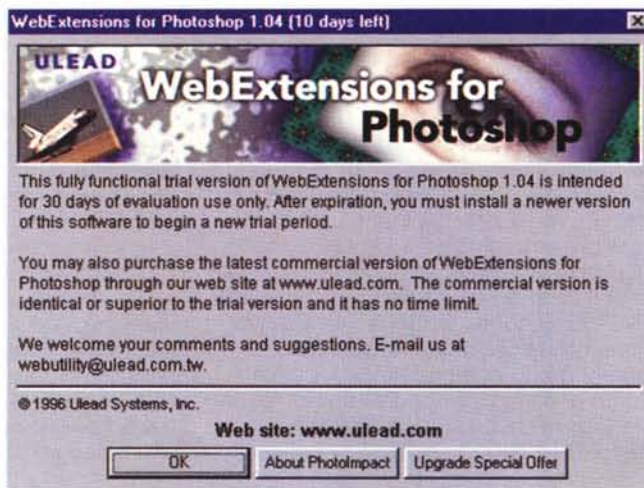 WebExtensions for Photoshop 1.04 (10 days left)
ULEAD
WebExtensions for
Photoshop
This fully functional trial version of WebExtensions for Photoshop 1.04 is intended
for 30 days of evaluation use only. After expiration, you must install a newer version
of this software to begin a new trial period.
You may also purchase the latest commercial version of WebExtensions for
Photoshop through our web site at www.ulead.com. The commercial version is
identical or superior to the trial version and it has no time limit.
We welcome your comments and suggestions. E-mail us at
webutility@ulead.com.tw.
©1996 Ulead Systems, Inc.
Web site: www.ulead.com
OK
About PhotoImpact
Upgrade Special Offer